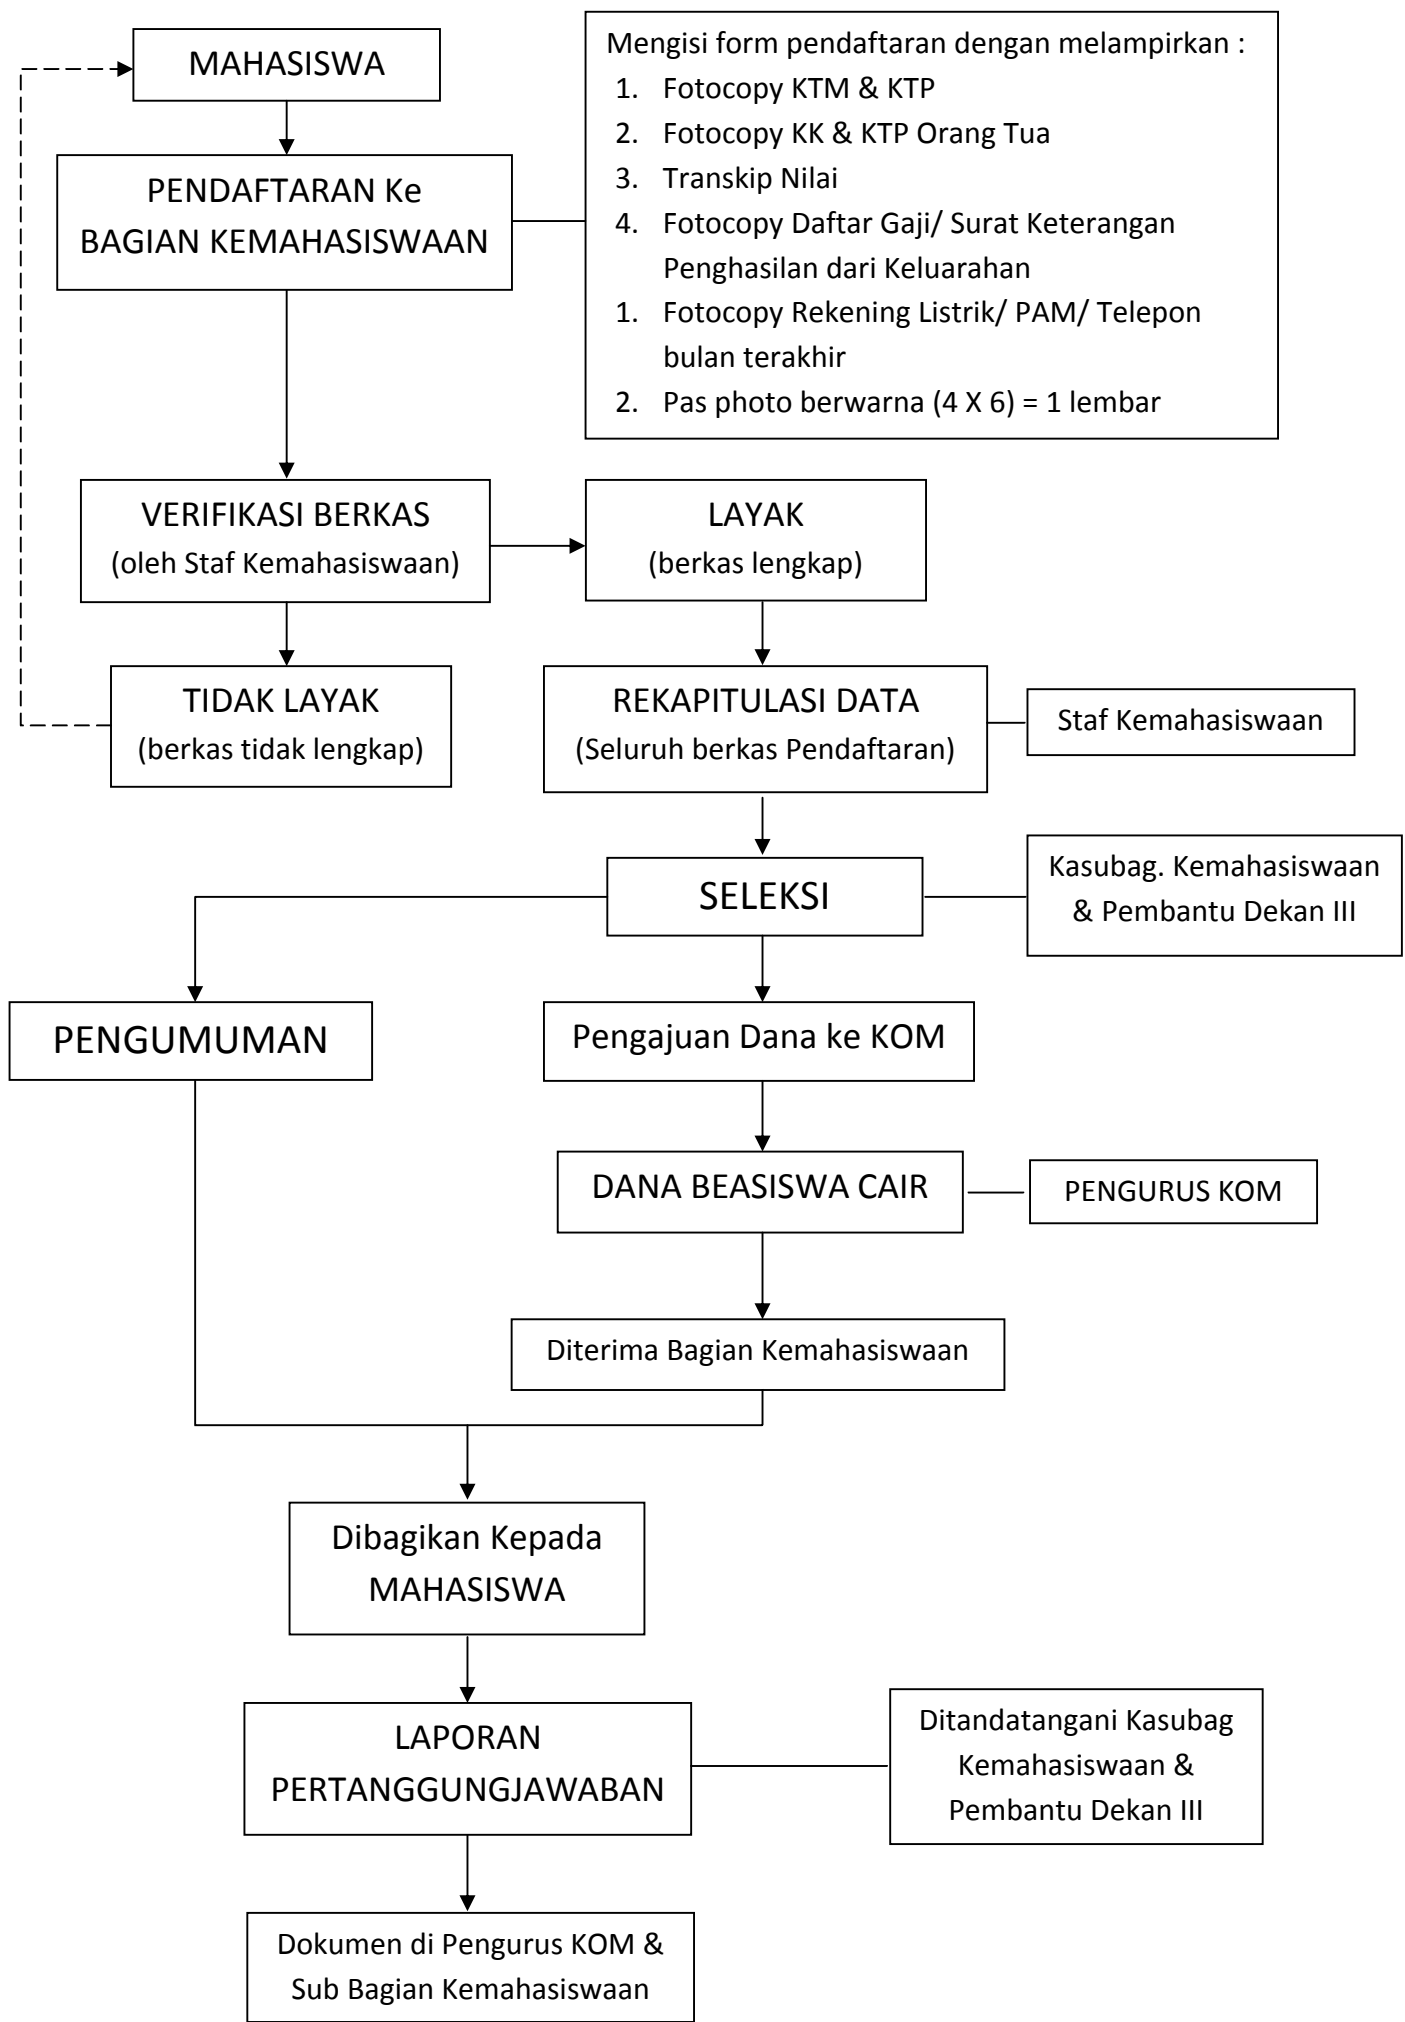 MAHASISWA
Mengisi form pendaftaran dengan melampirkan :
1. Fotocopy KTM & KTP
2. Fotocopy KK & KTP Orang Tua
3. Transkip Nilai
4. Fotocopy Daftar Gaji/ Surat Keterangan
Penghasilan dari Keluarahan
1. Fotocopy Rekening Listrik/ PAM/ Telepon
bulan terakhir
2. Pas photo berwarna (4 X 6) = 1 lembar
PENDAFTARAN Ke
BAGIAN KEMAHASISWAAN
VERIFIKASI BERKAS
(oleh Staf Kemahasiswaan)
LAYAK
(berkas lengkap)
TIDAK LAYAK
(berkas tidak lengkap)
REKAPITULASI DATA
(Seluruh berkas Pendaftaran)
Staf Kemahasiswaan
SELEKSI
Kasubag. Kemahasiswaan
& Pembantu Dekan III
PENGUMUMAN
Pengajuan Dana ke KOM
DANA BEASISWA CAIR
PENGURUS KOM
Diterima Bagian Kemahasiswaan
Dibagikan Kepada
MAHASISWA
LAPORAN
PERTANGGUNGJAWABAN
Ditandatangani Kasubag
Kemahasiswaan &
Pembantu Dekan III
Dokumen di Pengurus KOM &
Sub Bagian Kemahasiswaan